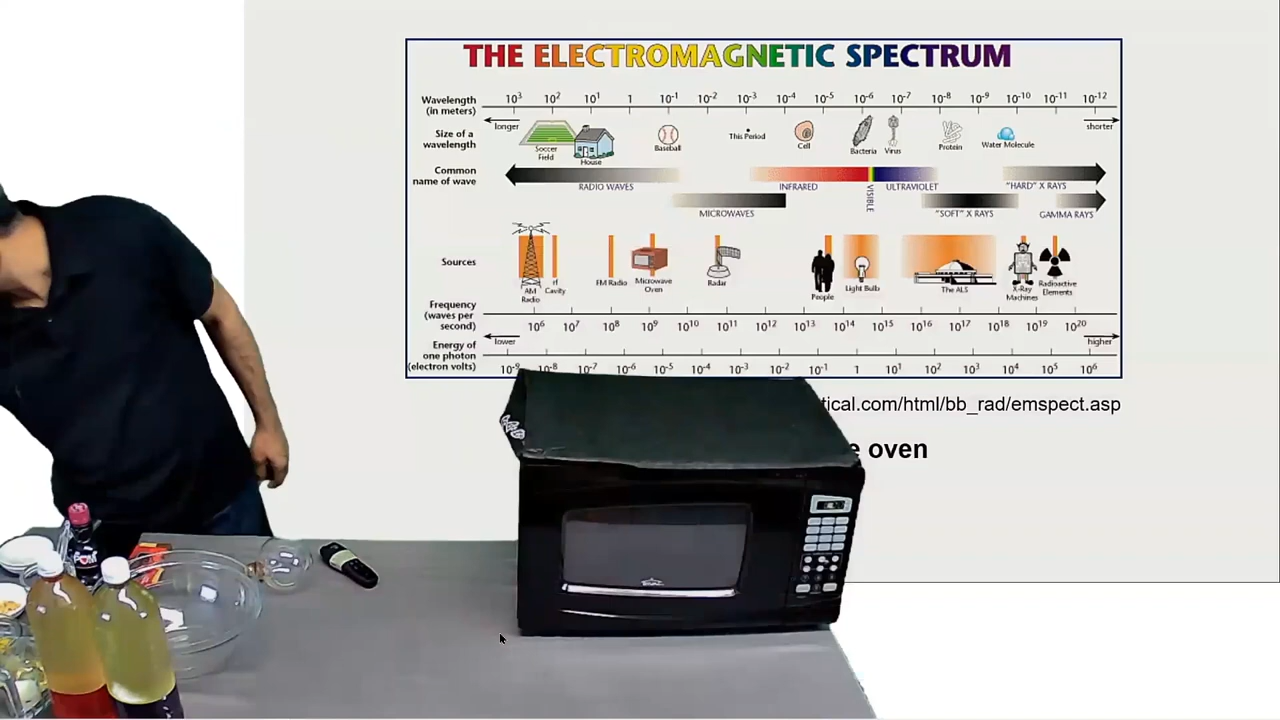 THE ELECTROMAGNETIC SPECTRUM
Wavelength (in meters)
10³ 10² 10¹ 1 10⁻¹ 10⁻² 10⁻³ 10⁻⁴ 10⁻⁵ 10⁻⁶ 10⁻⁷ 10⁻⁸ 10⁻⁹ 10⁻¹⁰ 10⁻¹¹ 10⁻¹²
longer
shorter
Size of a wavelength
Soccer Field
House
Baseball
This Period
Cell
Bacteria
Virus
Protein
Water Molecule
Common name of wave
RADIO WAVES
INFRARED
VISIBLE
ULTRAVIOLET
"HARD" X RAYS
MICROWAVES
"SOFT" X RAYS
GAMMA RAYS
Sources
AM Radio
rf Cavity
FM Radio
Microwave Oven
Radar
People
Light Bulb
The ALS
X-Ray Machines
Radioactive Elements
Frequency (waves per second)
10⁶ 10⁷ 10⁸ 10⁹ 10¹⁰ 10¹¹ 10¹² 10¹³ 10¹⁴ 10¹⁵ 10¹⁶ 10¹⁷ 10¹⁸ 10¹⁹ 10²⁰
lower
higher
Energy of one photon (electron volts)
10⁻⁹ 10⁻⁸ 10⁻⁷ 10⁻⁶ 10⁻⁵ 10⁻⁴ 10⁻³ 10⁻² 10⁻¹ 1 10¹ 10² 10³ 10⁴ 10⁵ 10⁶
tical.com/html/bb_rad/emspect.asp
e oven
POM